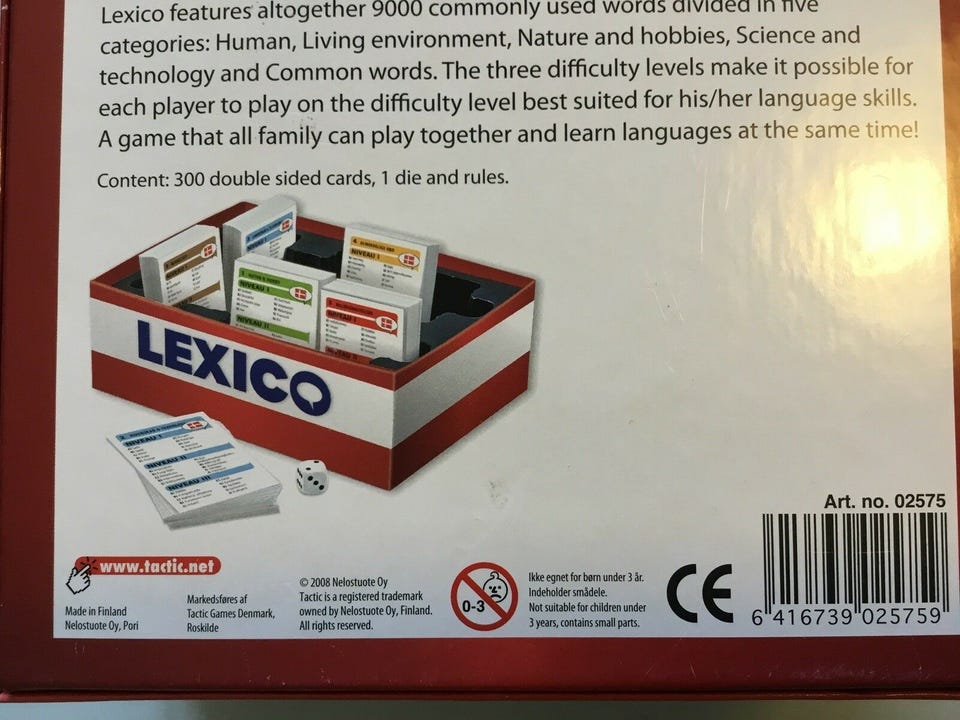 Lexico features altogether 9000 commonly used words divided in five
categories: Human, Living environment, Nature and hobbies, Science and
technology and Common words. The three difficulty levels make it possible for
each player to play on the difficulty level best suited for his/her language skills.
A game that all family can play together and learn languages at the same time!
Content: 300 double sided cards, 1 die and rules.
NIVEAU I
NIVEAU I
NIVEAU I
NIVEAU II
LEXICO
NIVEAU I
NIVEAU II
NIVEAU III
Art. no. 02575
6 416739 025759
www.tactic.net
Made in Finland
Nelostuote Oy, Pori
Markedsføres af
Tactic Games Denmark,
Roskilde
© 2008 Nelostuote Oy
Tactic is a registered trademark
owned by Nelostuote Oy, Finland.
All rights reserved.
0-3
Ikke egnet for børn under 3 år.
Indeholder smådele.
Not suitable for children under
3 years, contains small parts.
CE